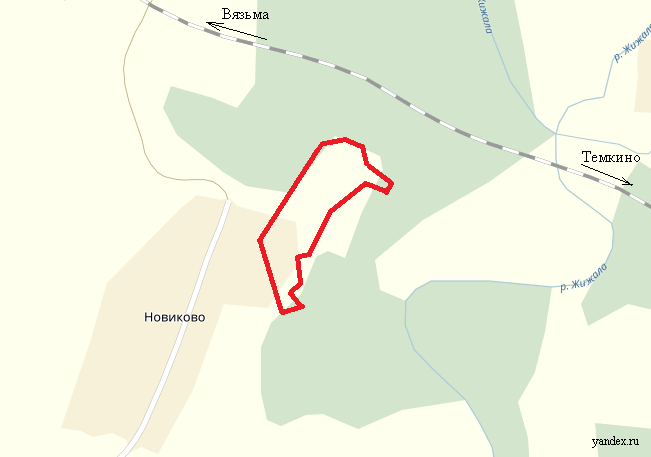 Вязьма
р. Жижала
р. Жижала
Темкино
р. Жижала
Новиково
yandex.ru